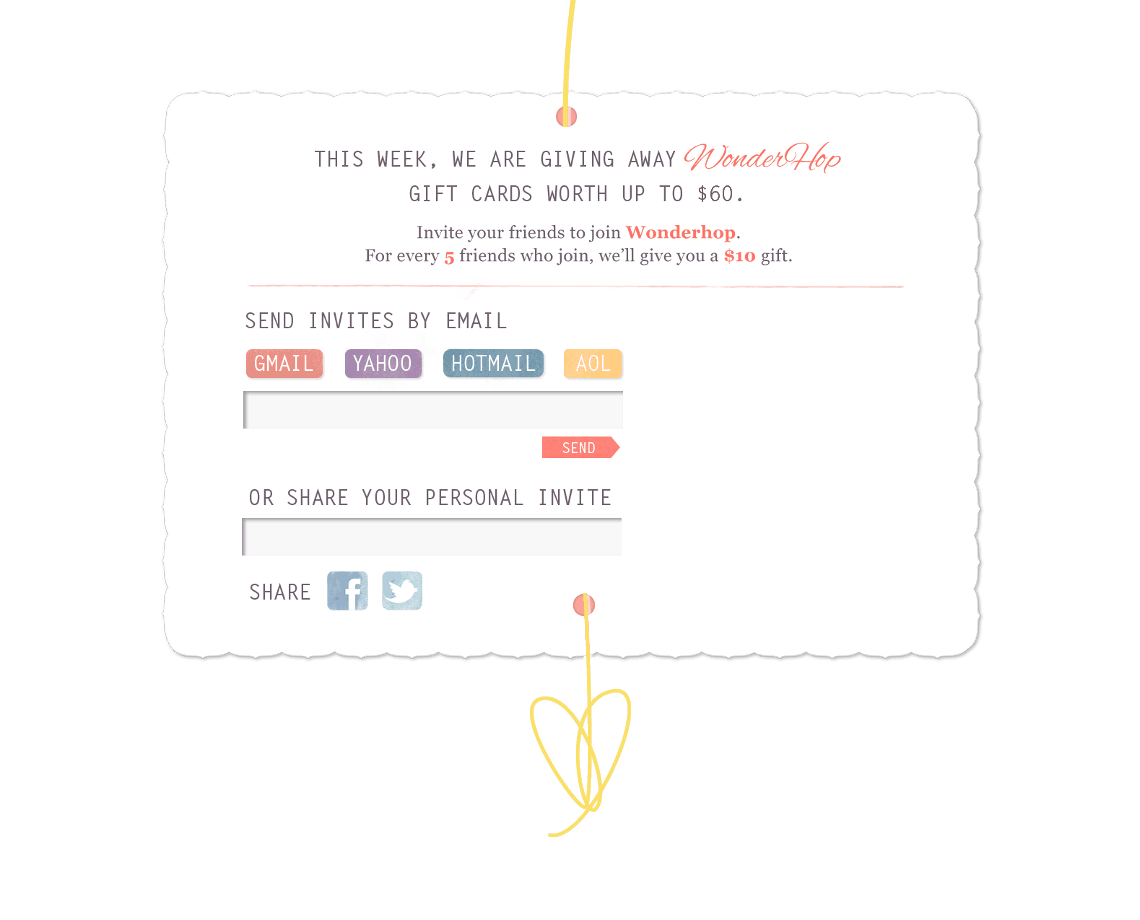 THIS WEEK, WE ARE GIVING AWAY WonderHop
GIFT CARDS WORTH UP TO $60.
Invite your friends to join Wonderhop.
For every 5 friends who join, we'll give you a $10 gift.
SEND INVITES BY EMAIL
GMAIL YAHOO HOTMAIL AOL
SEND
OR SHARE YOUR PERSONAL INVITE
SHARE